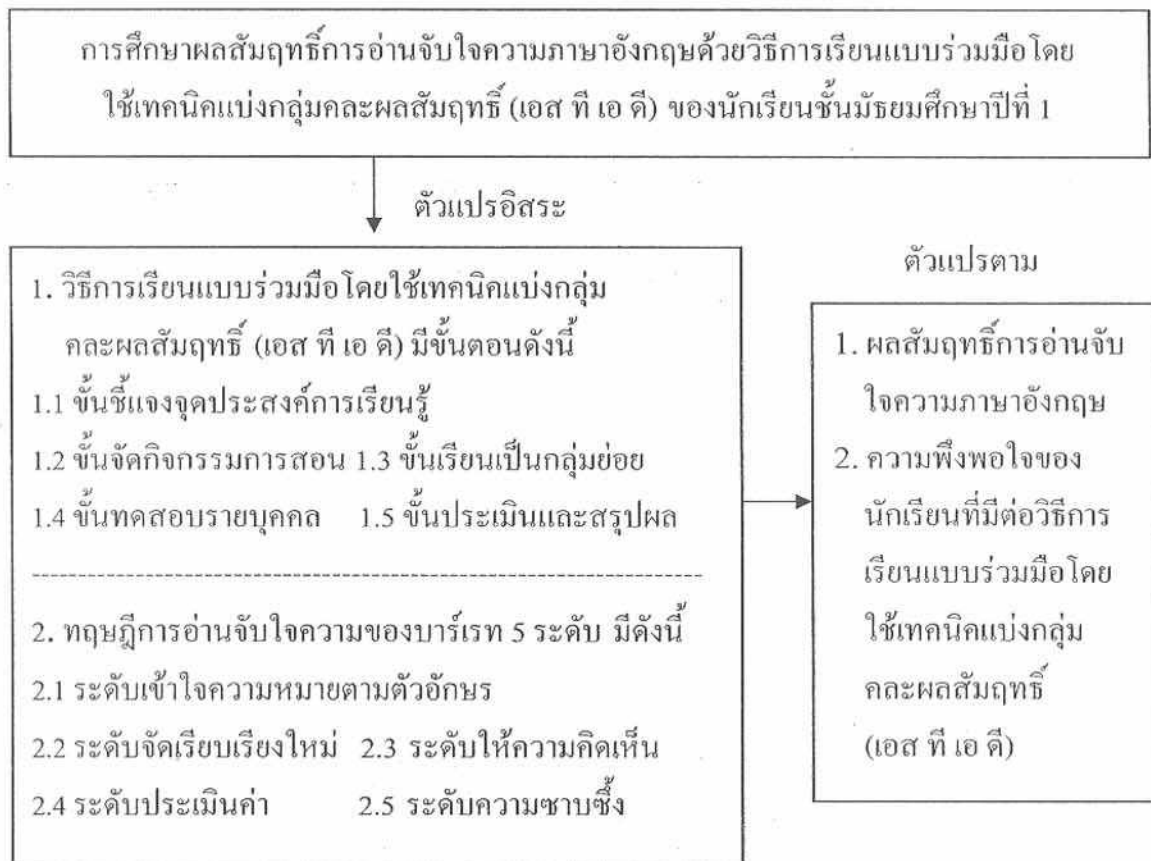 การศึกษาผลสัมฤทธิ์การอ่านจับใจความภาษาอังกฤษด้วยวิธีการเรียนแบบร่วมมือโดย
ใช้เทคนิคแบ่งกลุ่มคละผลสัมฤทธิ์ (เอส ที เอ ดี) ของนักเรียนชั้นมัธยมศึกษาปีที่ 1
ตัวแปรอิสระ
1. วิธีการเรียนแบบร่วมมือโดยใช้เทคนิคแบ่งกลุ่ม
คละผลสัมฤทธิ์ (เอส ที เอ ดี) มีขั้นตอนดังนี้
1.1 ขั้นชี้แจงจุดประสงค์การเรียนรู้
1.2 ขั้นจัดกิจกรรมการสอน 1.3 ขั้นเรียนเป็นกลุ่มย่อย
1.4 ขั้นทดสอบรายบุคคล 1.5 ขั้นประเมินและสรุปผล
2. ทฤษฎีการอ่านจับใจความของบาร์เรท 5 ระดับ มีดังนี้
2.1 ระดับเข้าใจความหมายตามตัวอักษร
2.2 ระดับจัดเรียบเรียงใหม่ 2.3 ระดับให้ความคิดเห็น
2.4 ระดับประเมินค่า 2.5 ระดับความซาบซึ้ง
ตัวแปรตาม
1. ผลสัมฤทธิ์การอ่านจับ
ใจความภาษาอังกฤษ
2. ความพึงพอใจของ
นักเรียนที่มีต่อวิธีการ
เรียนแบบร่วมมือโดย
ใช้เทคนิคแบ่งกลุ่ม
คละผลสัมฤทธิ์
(เอส ที เอ ดี)